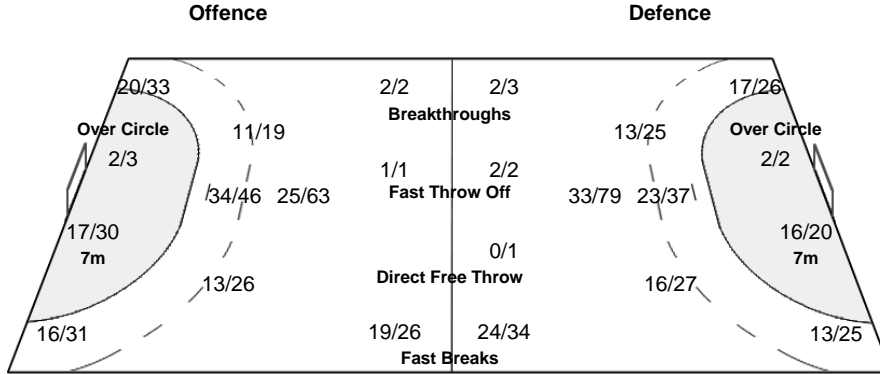 Offence Defence
20/33 2/2 2/3 17/26
Breakthroughs
Over Circle 11/19 13/25 Over Circle
2/3 1/1 2/2 2/2
34/46 25/63 Fast Throw Off 33/79 23/37
17/30 16/20
7m 0/1 7m
13/26 Direct Free Throw 16/27
16/31 19/26 24/34 13/25
Fast Breaks